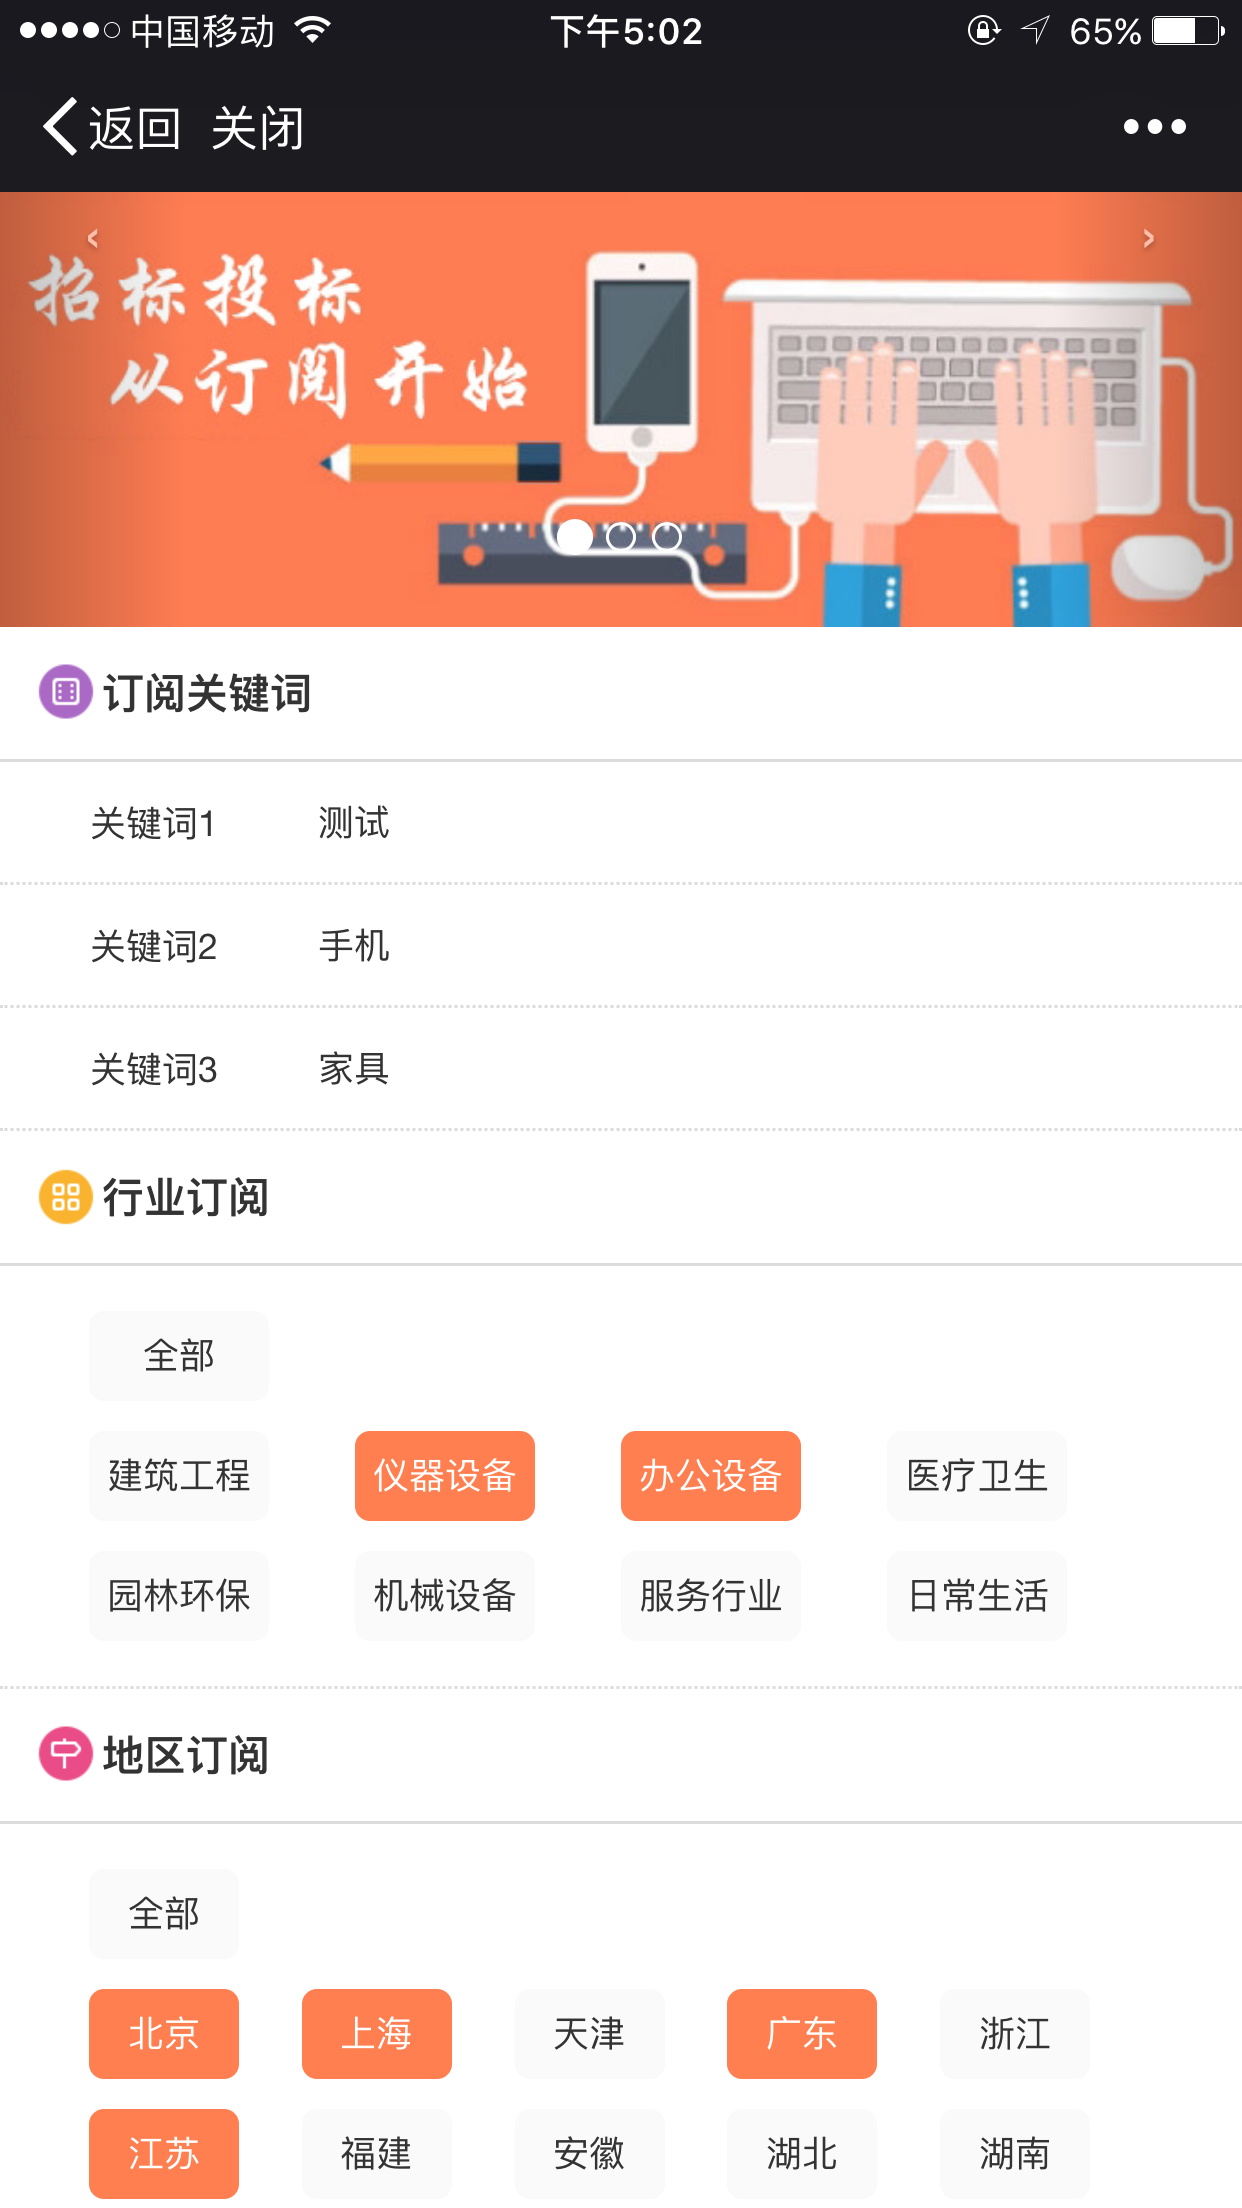 中国移动 下午5:02 65%
返回 关闭
招标投标
从订阅开始
订阅关键词
关键词1 测试
关键词2 手机
关键词3 家具
行业订阅
全部
建筑工程 仪器设备 办公设备 医疗卫生
园林环保 机械设备 服务行业 日常生活
地区订阅
全部
北京 上海 天津 广东 浙江
江苏 福建 安徽 湖北 湖南